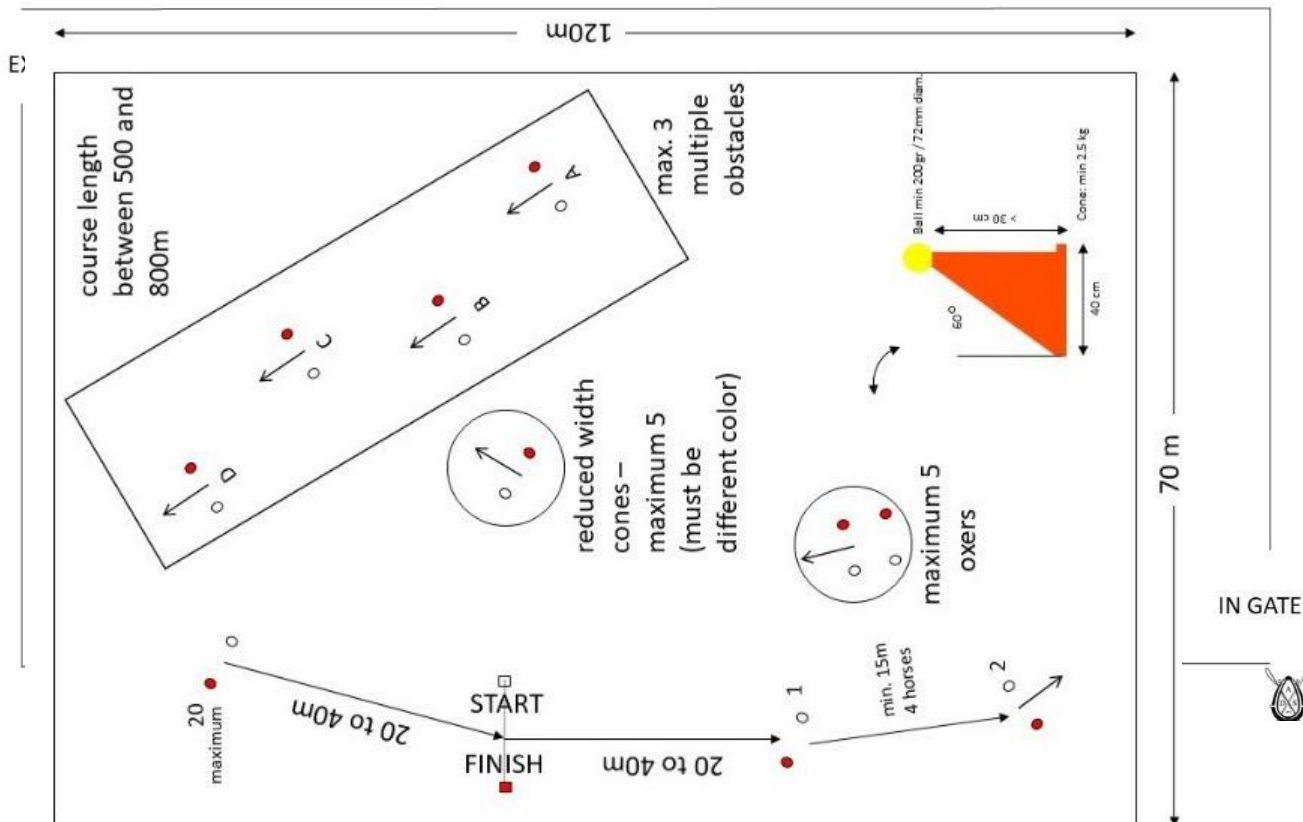 120m
EX
course length
between 500 and
800m
A
B
C
D
max. 3
multiple
obstacles
Ball min 200gr / 72mm diam.
< 30 cm
Cone: min 2.5 kg
60°
40 cm
reduced width
cones –
maximum 5
(must be
different color)
maximum 5
oxers
70 m
IN GATE
20
maximum
20 to 40m
START
FINISH
20 to 40m
1
min. 15m
4 horses
2
A
D S